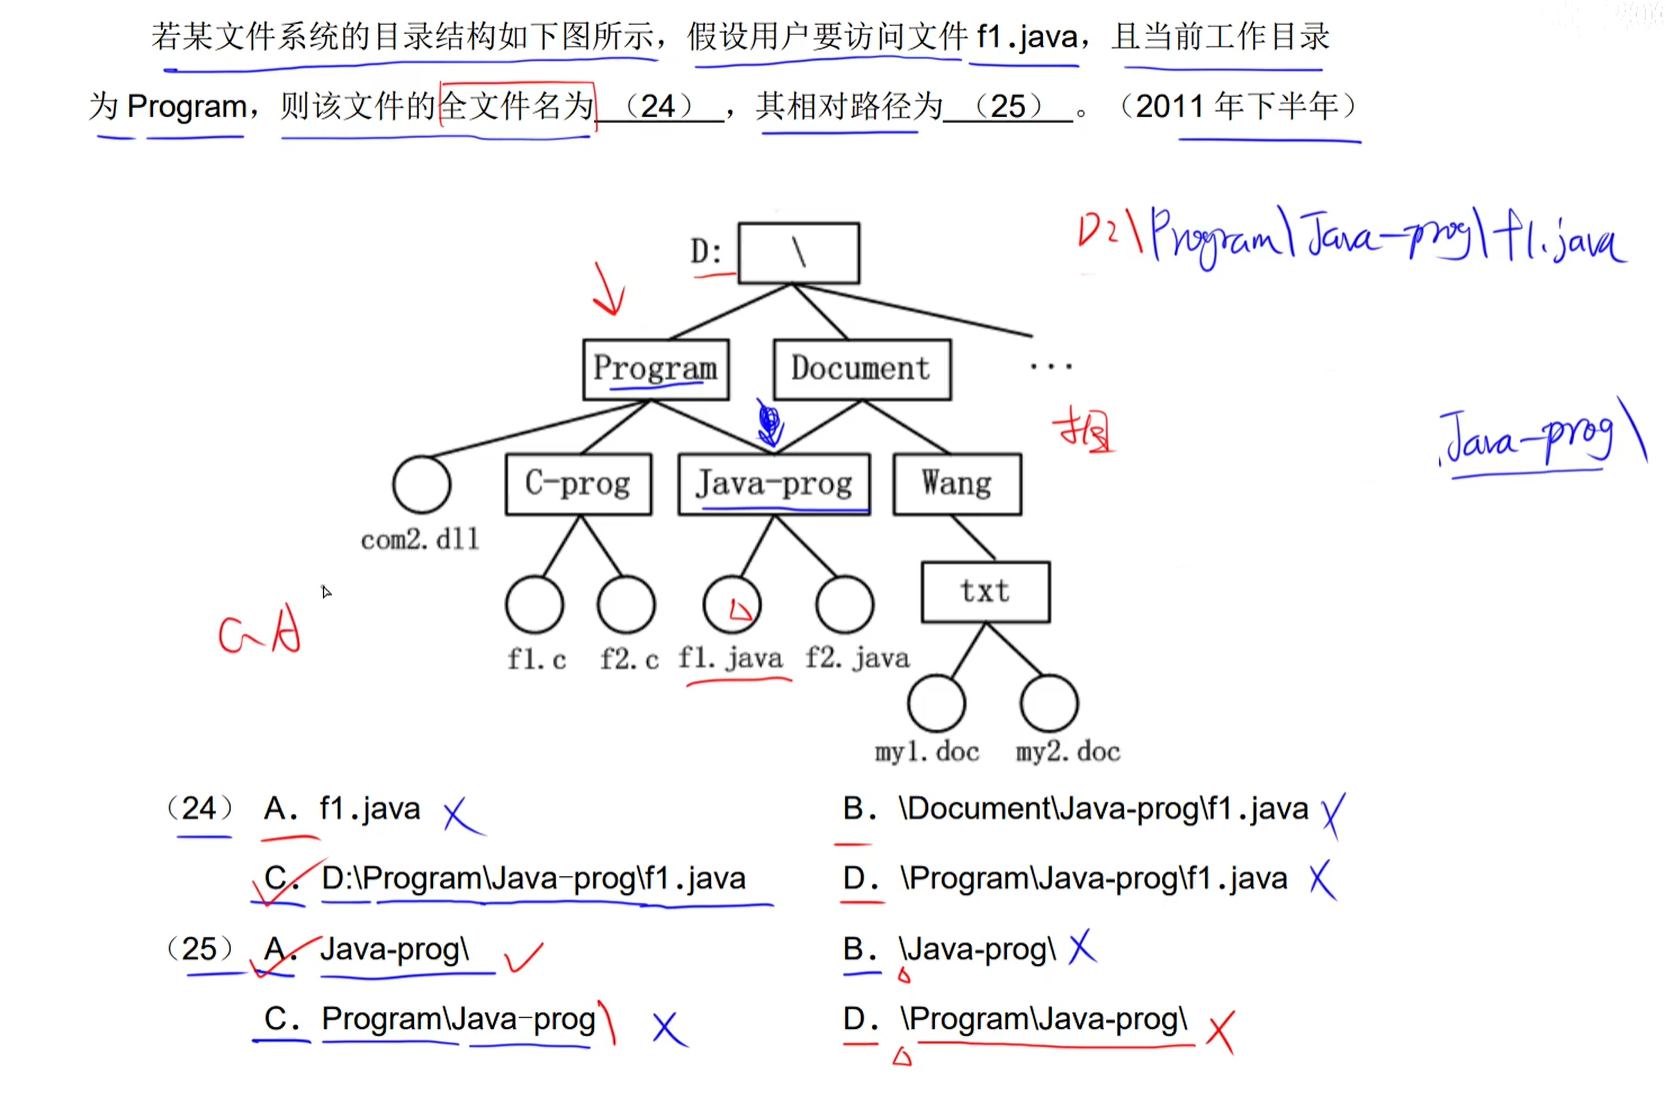 若某文件系统的目录结构如下图所示，假设用户要访问文件 f1.java，且当前工作目录
为 Program，则该文件的全文件名为 （24） ，其相对路径为 （25） 。（2011 年下半年）
D:\Program\Java-prog\f1.java
D: \
Program Document ...
Java-prog\
C-prog Java-prog Wang
com2.dll
txt
C A
f1.c f2.c f1.java f2.java
my1.doc my2.doc
（24） A. f1.java X B. \Document\Java-prog\f1.java X
C. D:\Program\Java-prog\f1.java D. \Program\Java-prog\f1.java X
（25） A. Java-prog\ ✓ B. \Java-prog\ X
C. Program\Java-prog\ X D. \Program\Java-prog\ X